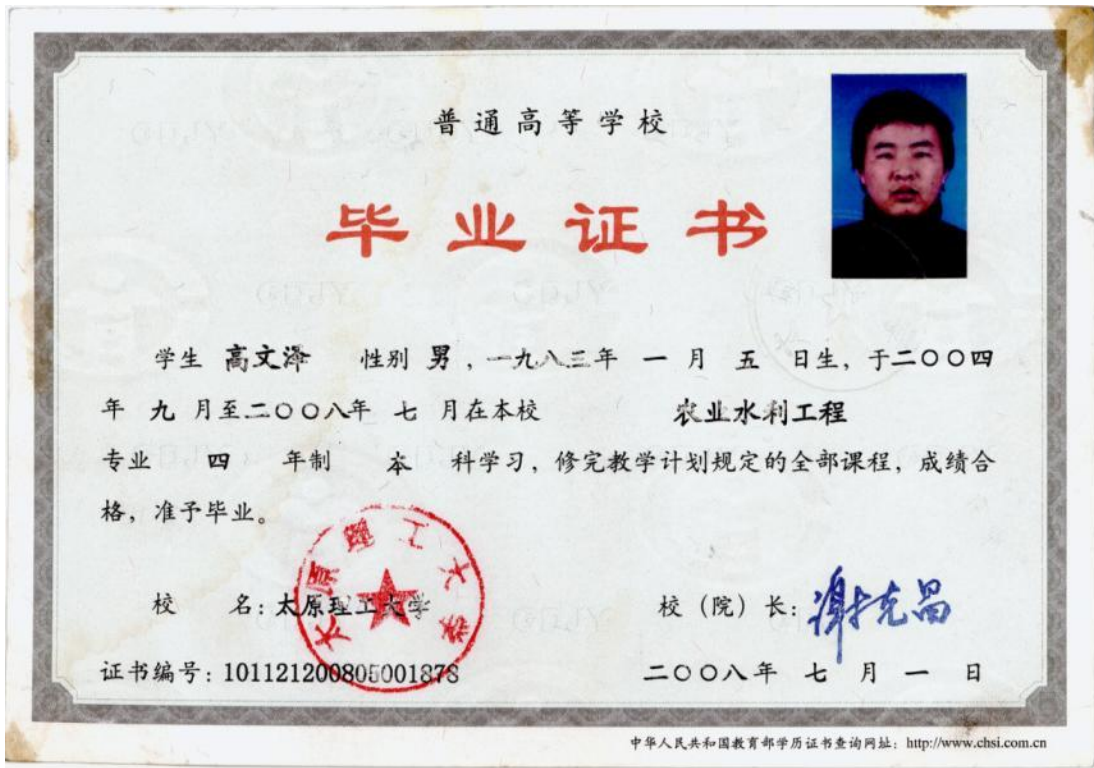 普通高等学校
毕业证书
学生 高文泽 性别 男，一九八三年 一 月 五 日生，于二〇〇四
年 九 月至二〇〇八年 七 月在本校 农业水利工程
专业 四 年制 本 科学习，修完教学计划规定的全部课程，成绩合
格，准予毕业。
校 名：太原理工大学
太原理工大学
校（院）长：谢克昌
证书编号：101121200805001878
二〇〇八年 七 月 一 日
中华人民共和国教育部学历证书查询网址：http://www.chsi.com.cn